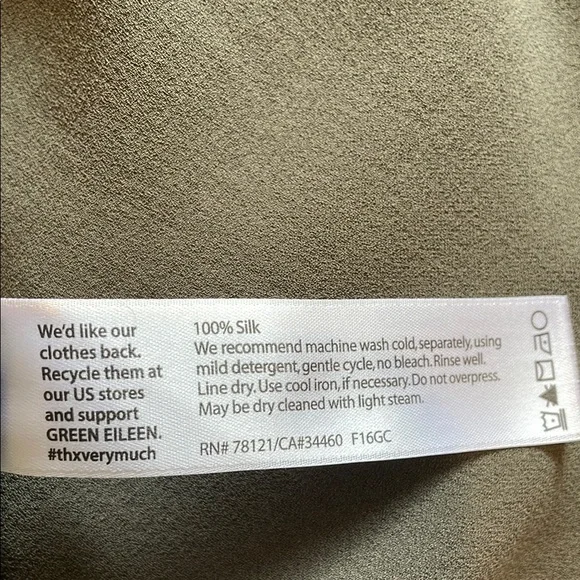 We'd like our
clothes back.
Recycle them at
our US stores
and support
GREEN EILEEN.
#thxverymuch
100% Silk
We recommend machine wash cold, separately, using
mild detergent, gentle cycle, no bleach. Rinse well.
Line dry. Use cool iron, if necessary. Do not overpress.
May be dry cleaned with light steam.
RN# 78121/CA#34460 F16GC